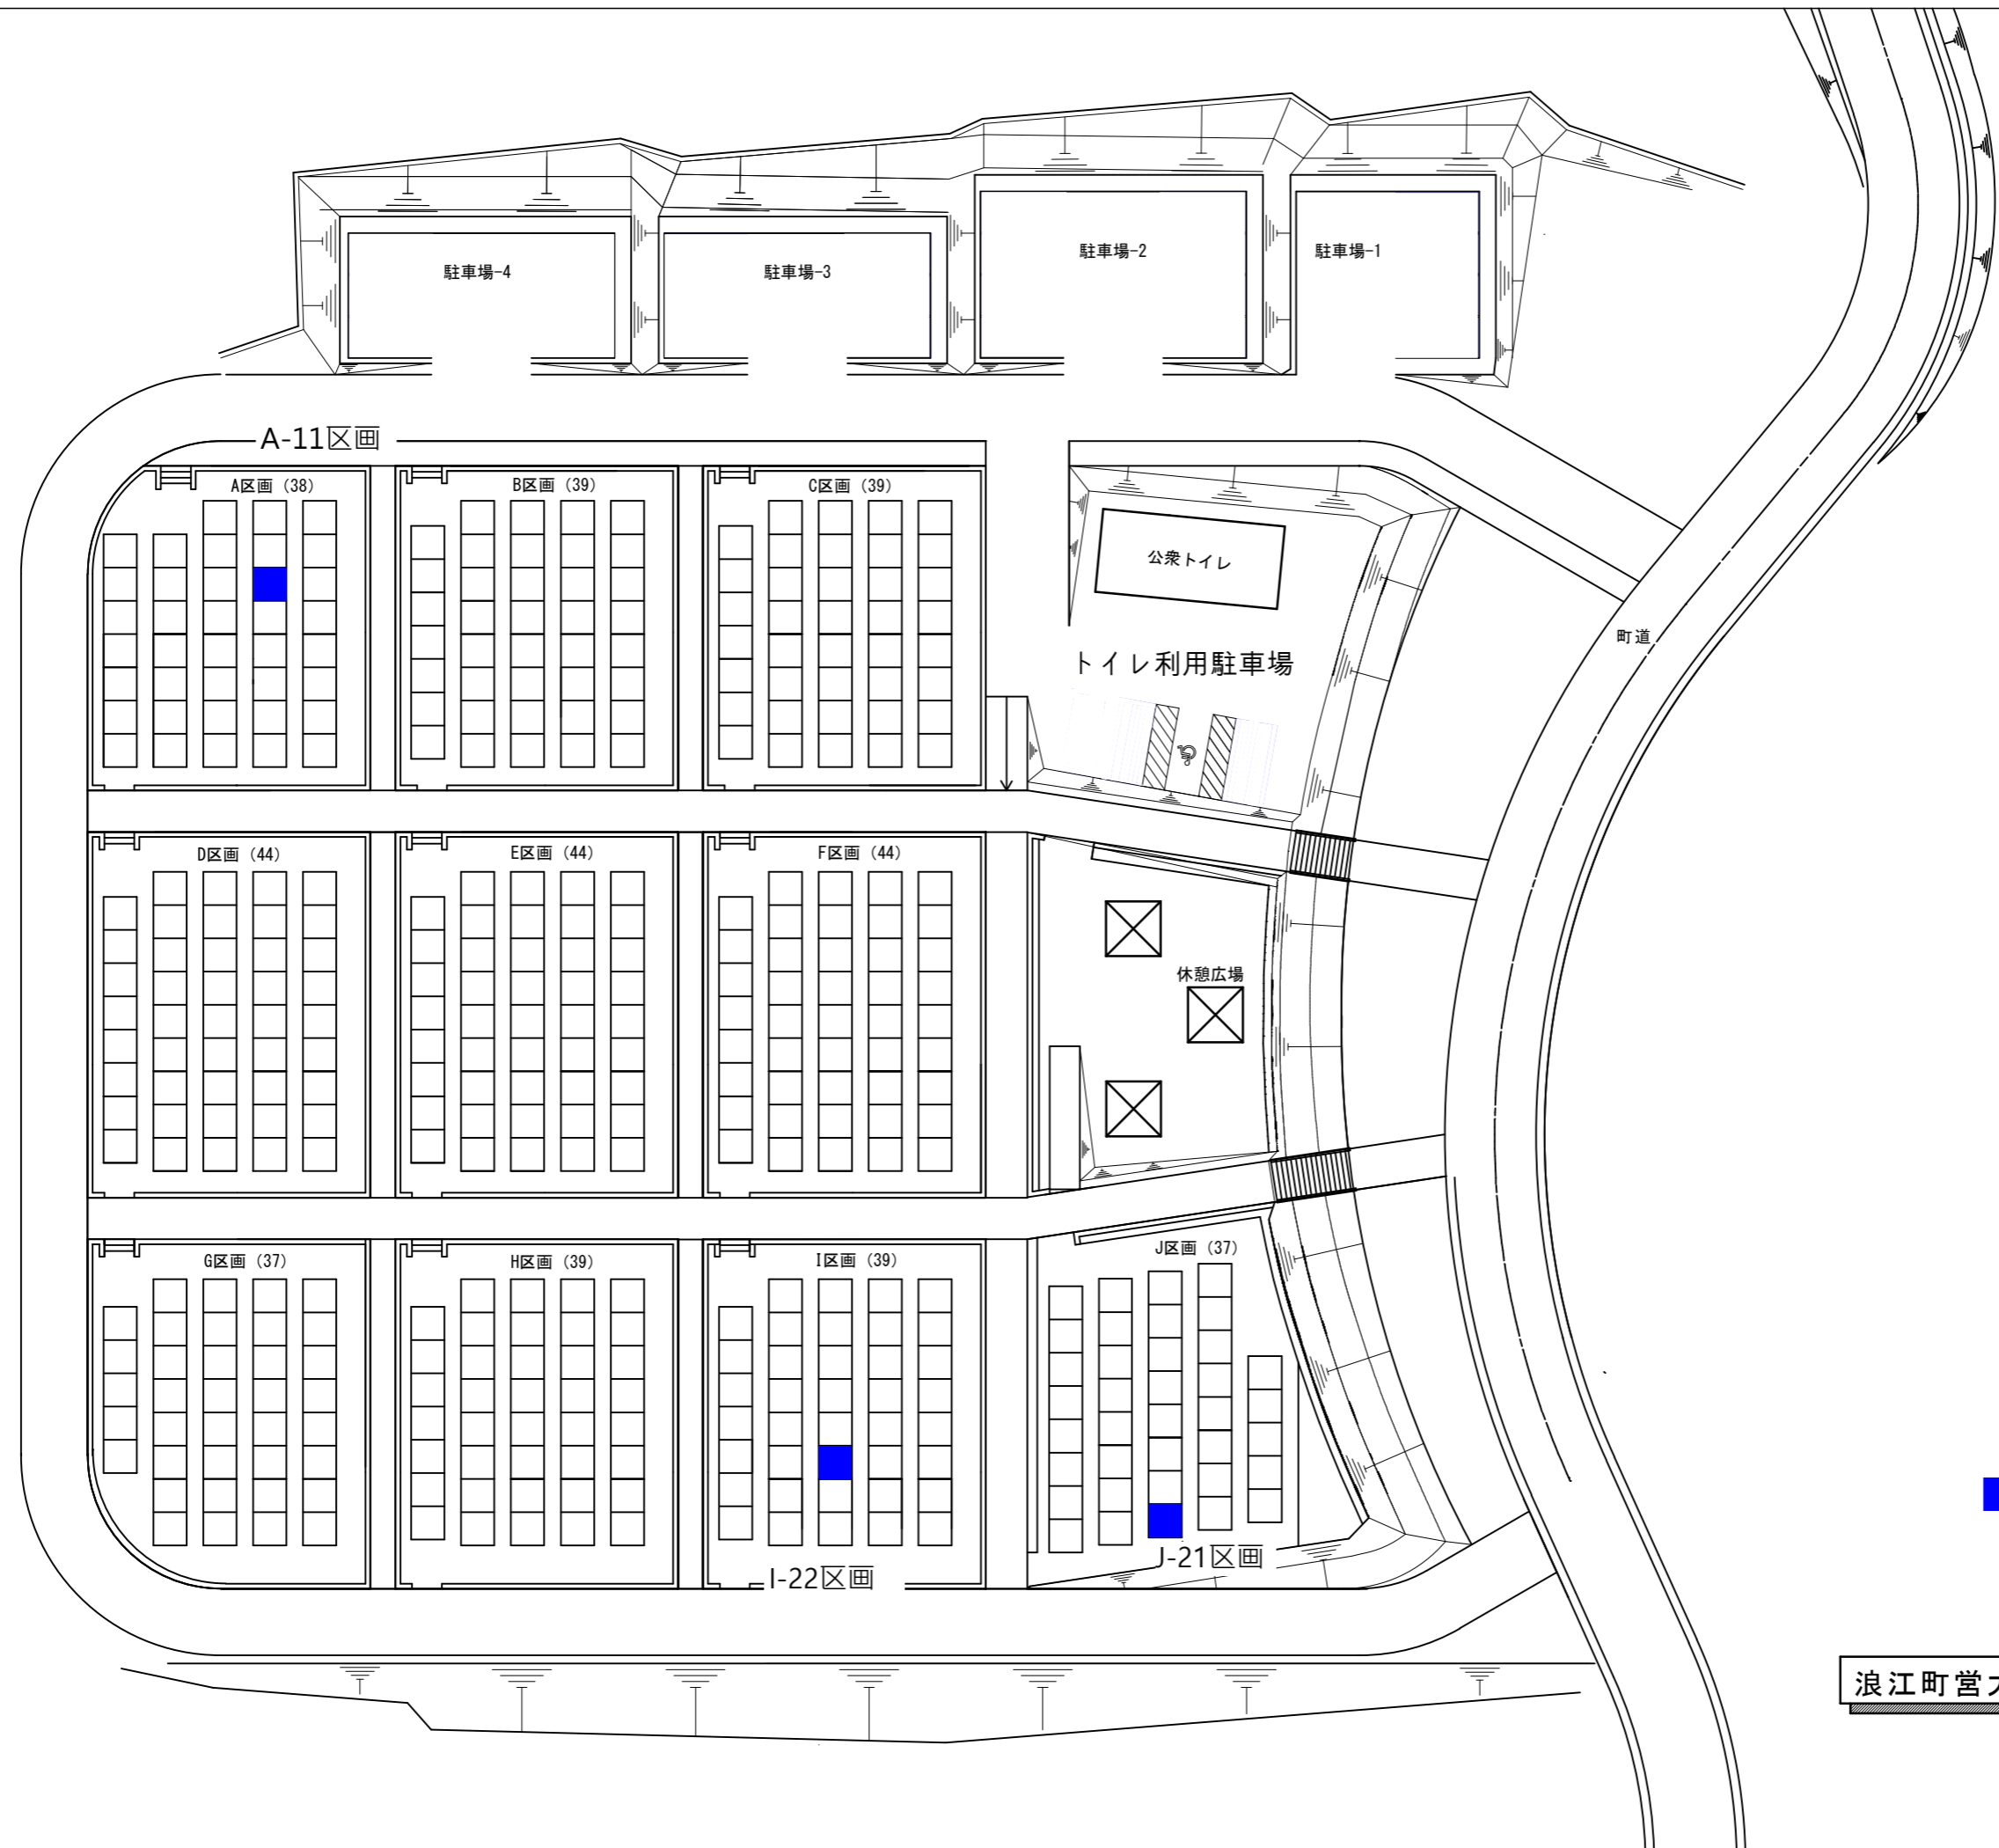 駐車場-2
駐車場-1
駐車場-4
駐車場-3
A-11区画
A区画 (38)
B区画 (39)
C区画 (39)
公衆トイレ
町道
トイレ利用駐車場
D区画 (44)
E区画 (44)
F区画 (44)
休憩広場
G区画 (37)
H区画 (39)
I区画 (39)
J区画 (37)
J-21区画
I-22区画
浪江町営